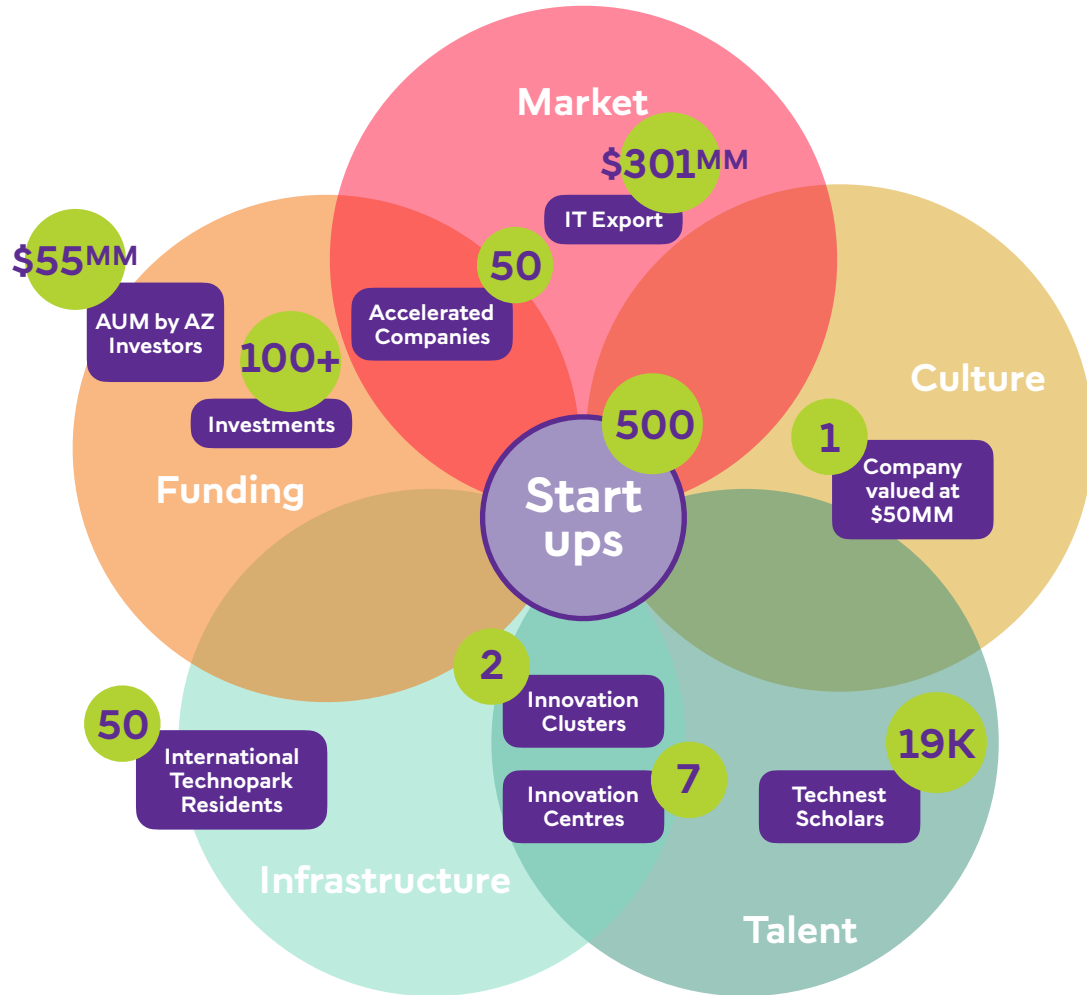 Market
$301MM
IT Export
50
Accelerated
Companies
$55MM
AUM by AZ
Investors
100+
Investments
Funding
Culture
1
Company
valued at
$50MM
500
Start
ups
2
Innovation
Clusters
7
Innovation
Centres
50
International
Technopark
Residents
Infrastructure
19K
Technest
Scholars
Talent